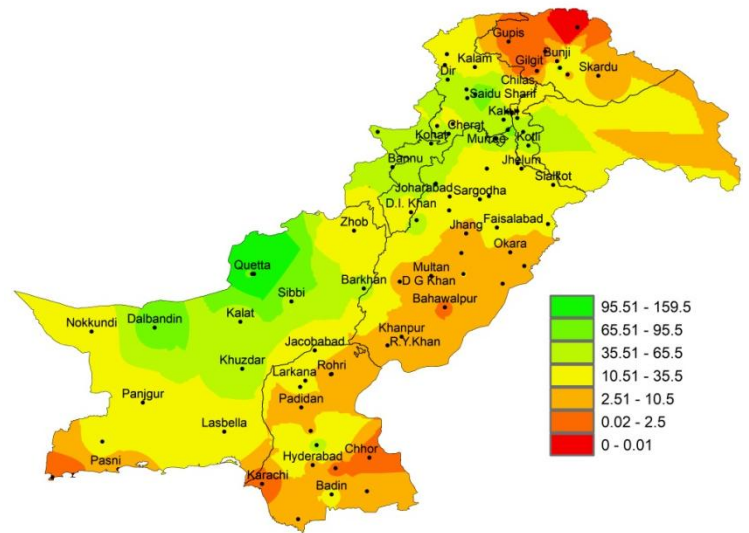 Gupis
Bunji
Gilgit
Kalam
Dir
Skardu
Chilas
Saidu Sharif
Kakul
Cherat
Kohat
Murree
Kotli
Bannu
Jhelum
Joharabad
Sargodha
Sialkot
D.I. Khan
Zhob
Jhang
Faisalabad
Okara
Quetta
Multan
Sibbi
Barkhan
D G Khan
Bahawalpur
Dalbandin
Kalat
Nokkundi
Khanpur
R.Y.Khan
Jacobabad
Khuzdar
Larkana
Rohri
Panjgur
Padidan
Lasbella
Pasni
Hyderabad
Chhor
Karachi
Badin
95.51 - 159.5
65.51 - 95.5
35.51 - 65.5
10.51 - 35.5
2.51 - 10.5
0.02 - 2.5
0 - 0.01